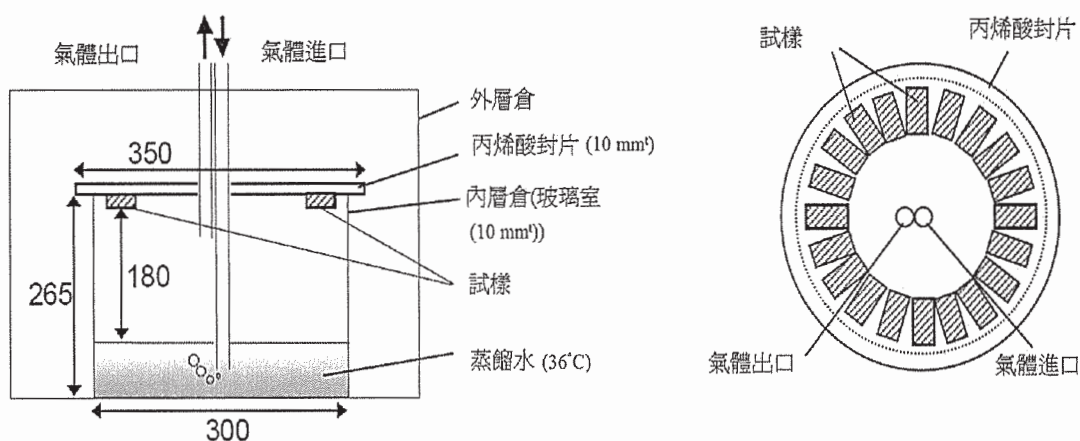 氣體出口
氣體進口
外層倉
丙烯酸封片 (10 mmᵗ)
350
內層倉(玻璃室
(10 mmᵗ))
180
265
試樣
蒸餾水 (36°C)
300
試樣
丙烯酸封片
氣體出口
氣體進口